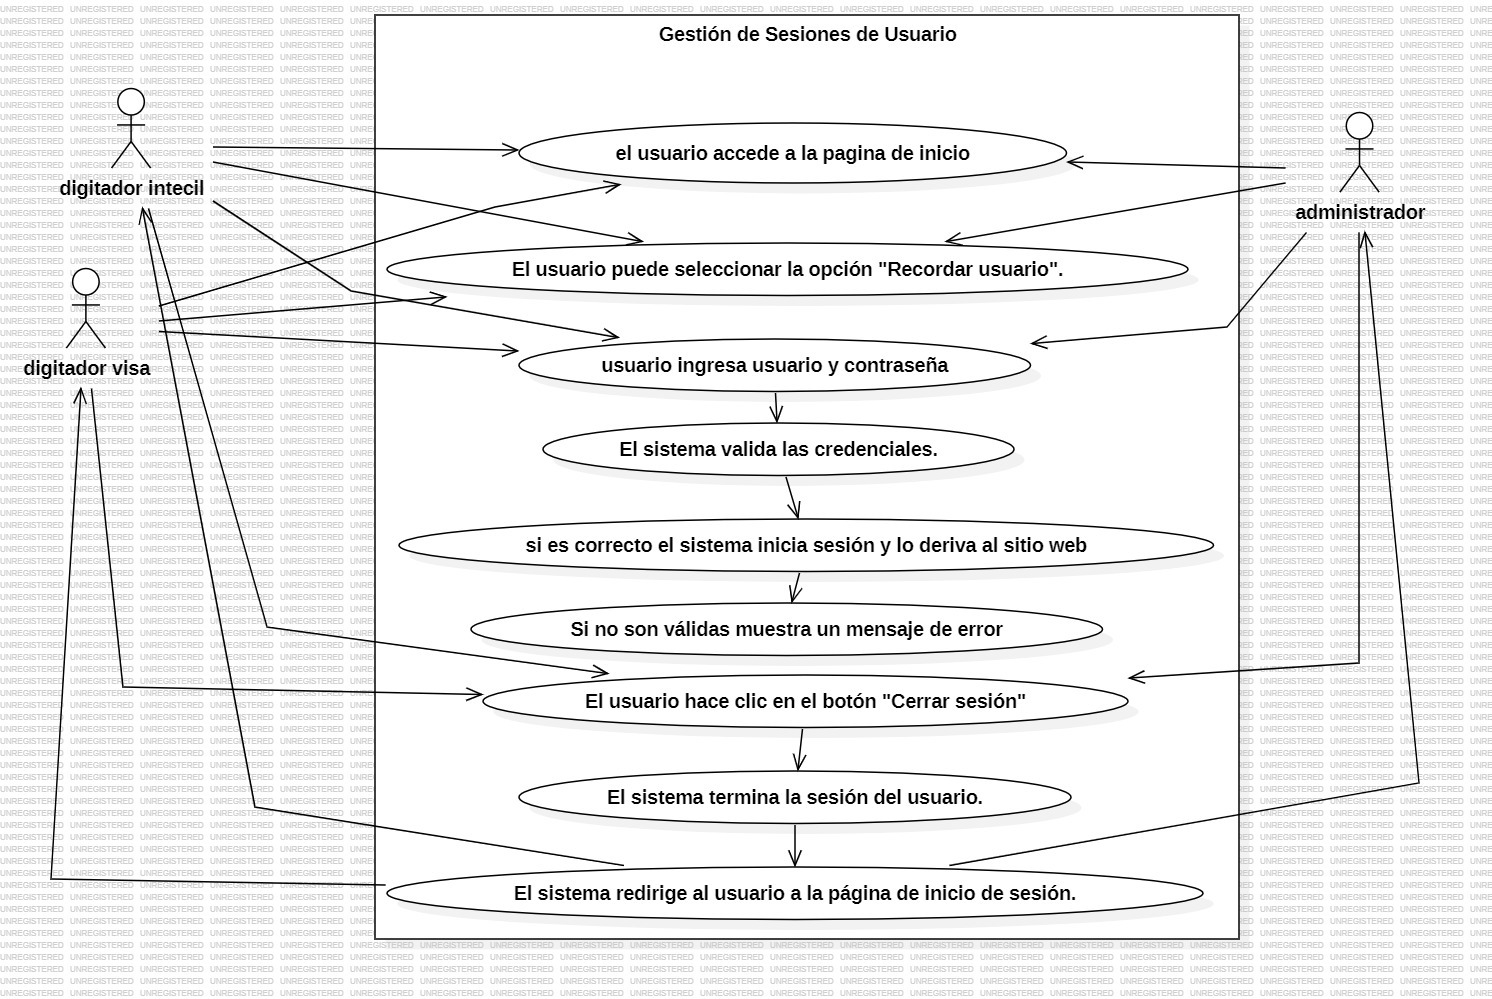 Gestión de Sesiones de Usuario
el usuario accede a la pagina de inicio
digitador intecil
administrador
El usuario puede seleccionar la opción "Recordar usuario".
digitador visa
usuario ingresa usuario y contraseña
El sistema valida las credenciales.
si es correcto el sistema inicia sesión y lo deriva al sitio web
Si no son válidas muestra un mensaje de error
El usuario hace clic en el botón "Cerrar sesión"
El sistema termina la sesión del usuario.
El sistema redirige al usuario a la página de inicio de sesión.
UNREGISTERED